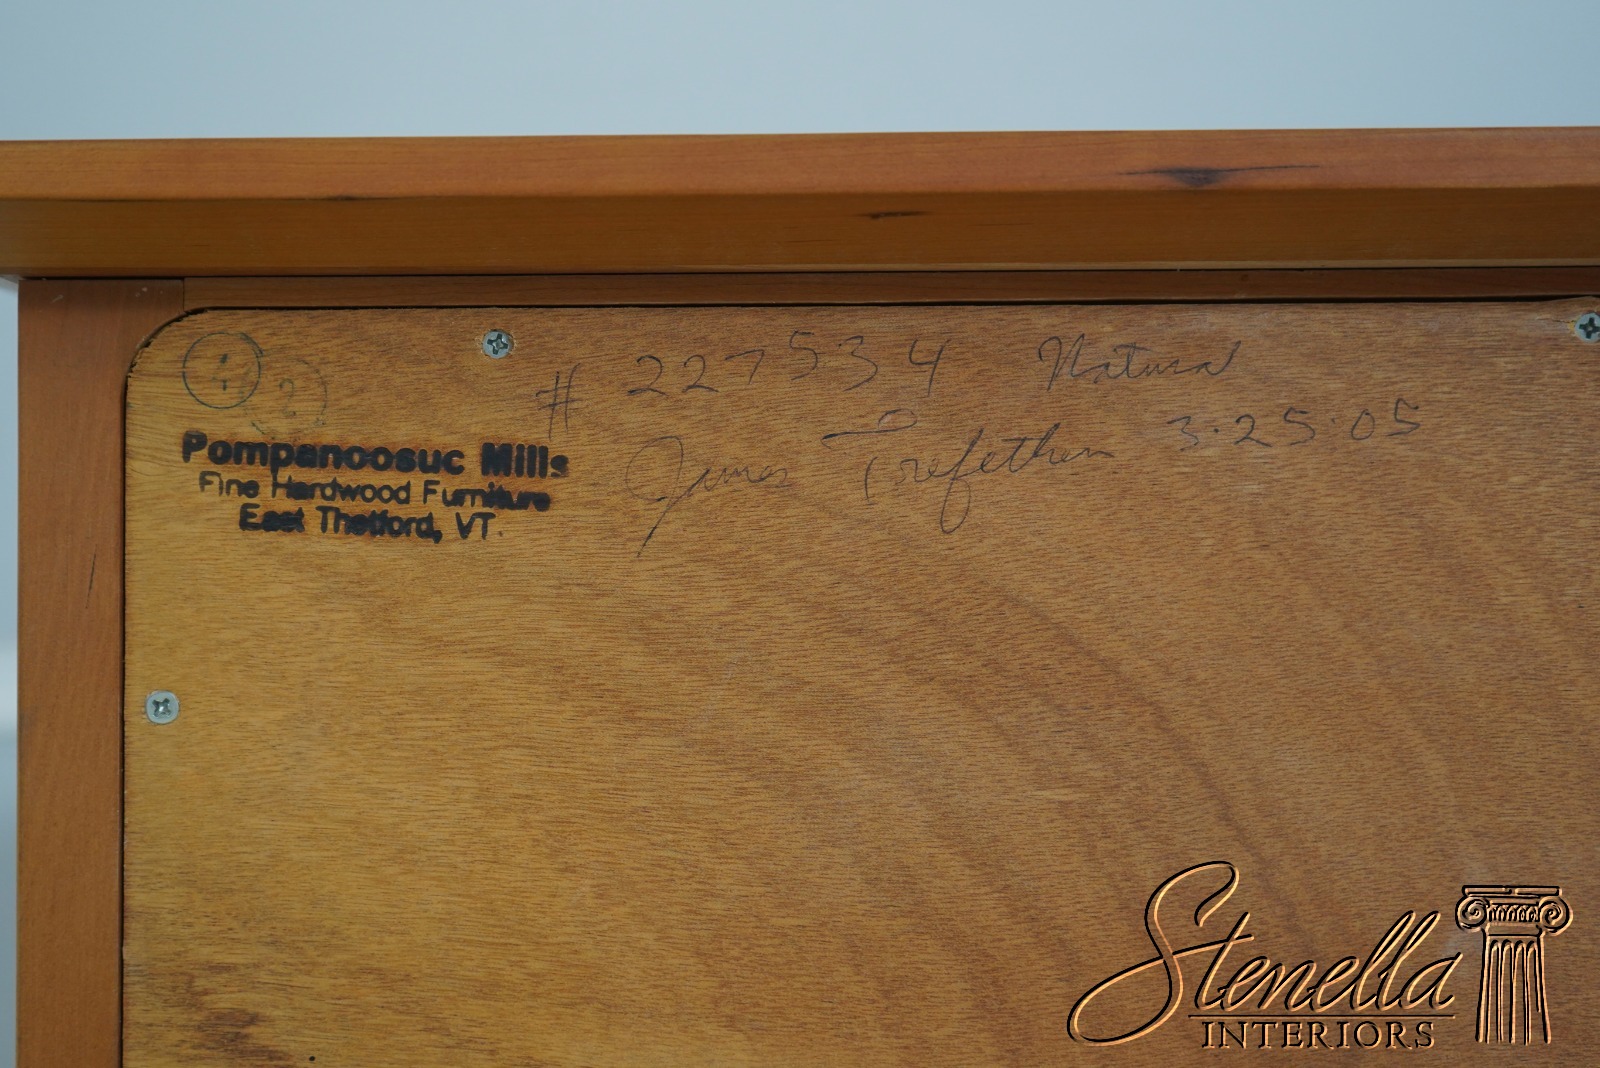 4
2
# 227534 Natural
James Trefethen 3.25.05
Pompanoosuc Mills
Fine Hardwood Furniture
East Thetford, VT.
Stenella
INTERIORS